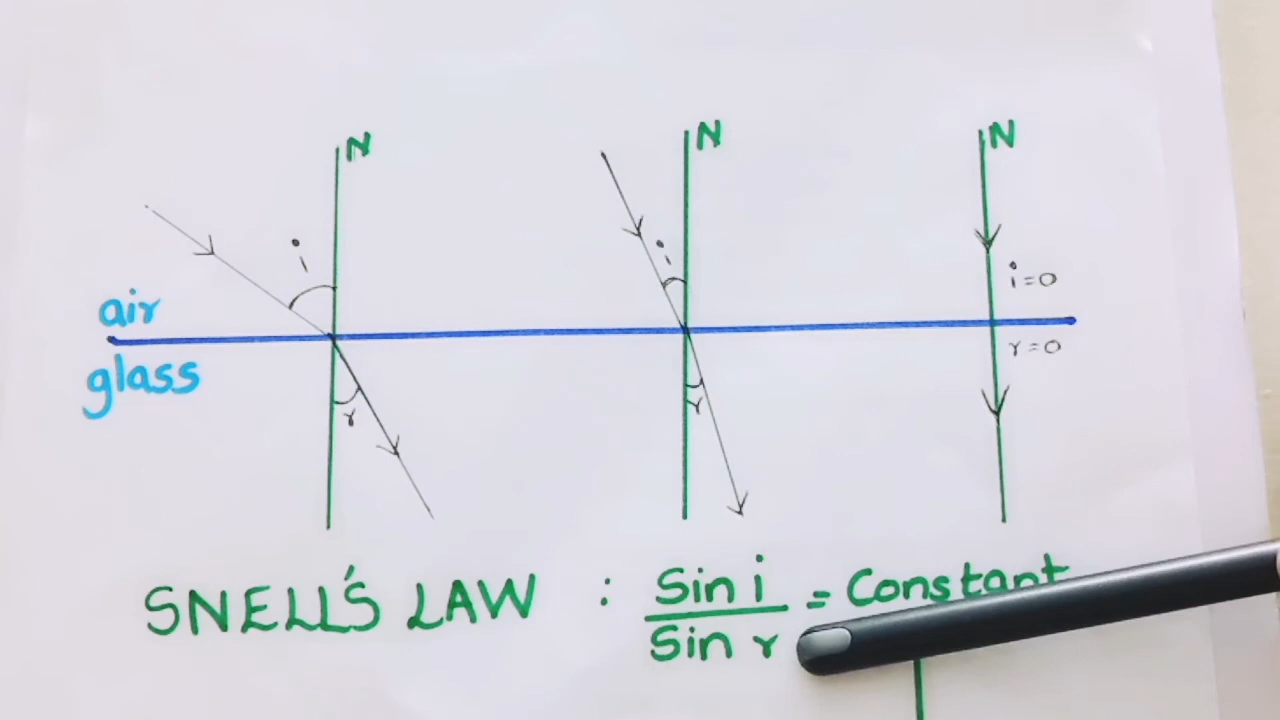 N N N
i i
i=0
air
r=0
glass
r r
SNELL'S LAW : Sin i = Constant
Sin r